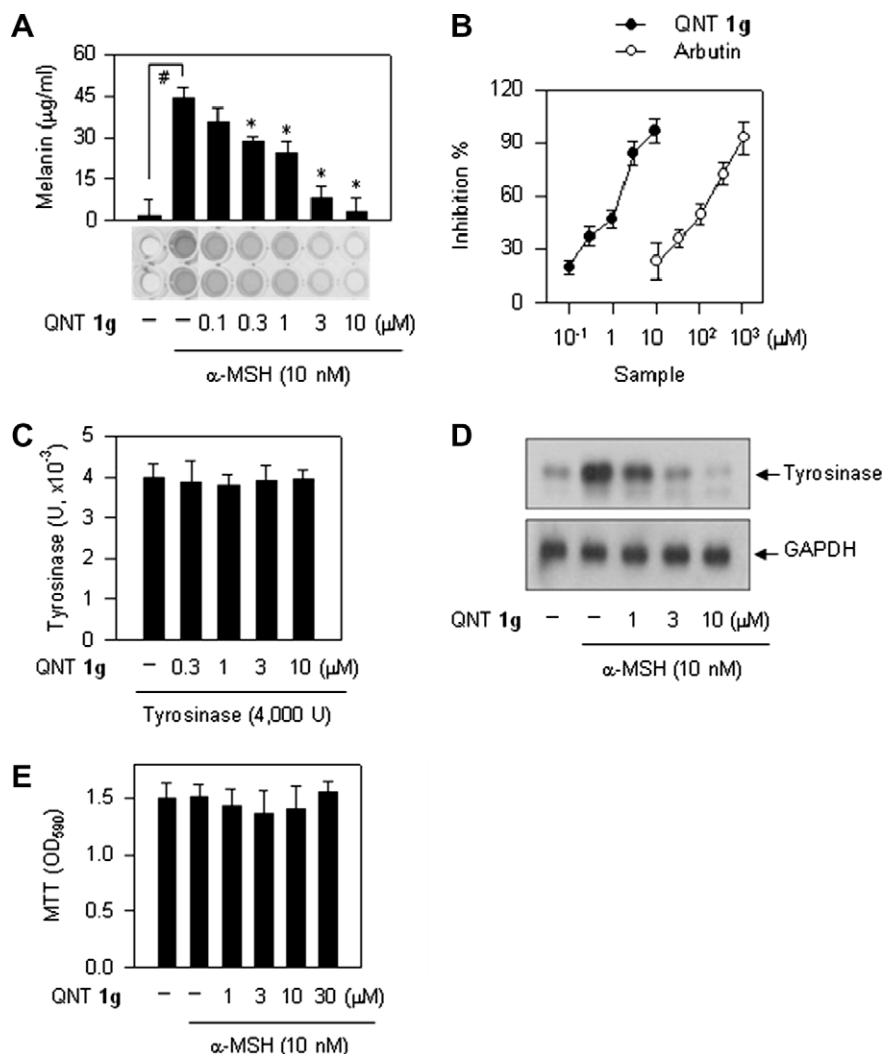 A
Melanin (µg/ml)
60
45
30
15
0
#
*
*
*
*
QNT 1g – – 0.1 0.3 1 3 10 (µM)
α-MSH (10 nM)
B
QNT 1g
Arbutin
Inhibition %
120
90
60
30
0
10⁻¹ 1 10 10² 10³ (µM)
Sample
C
Tyrosinase (U, x10⁻³)
5
4
3
2
1
0
QNT 1g – 0.3 1 3 10 (µM)
Tyrosinase (4,000 U)
D
Tyrosinase
GAPDH
QNT 1g – – 1 3 10 (µM)
α-MSH (10 nM)
E
MTT (OD₅₉₀)
1.5
1.0
0.5
0.0
QNT 1g – – 1 3 10 30 (µM)
α-MSH (10 nM)